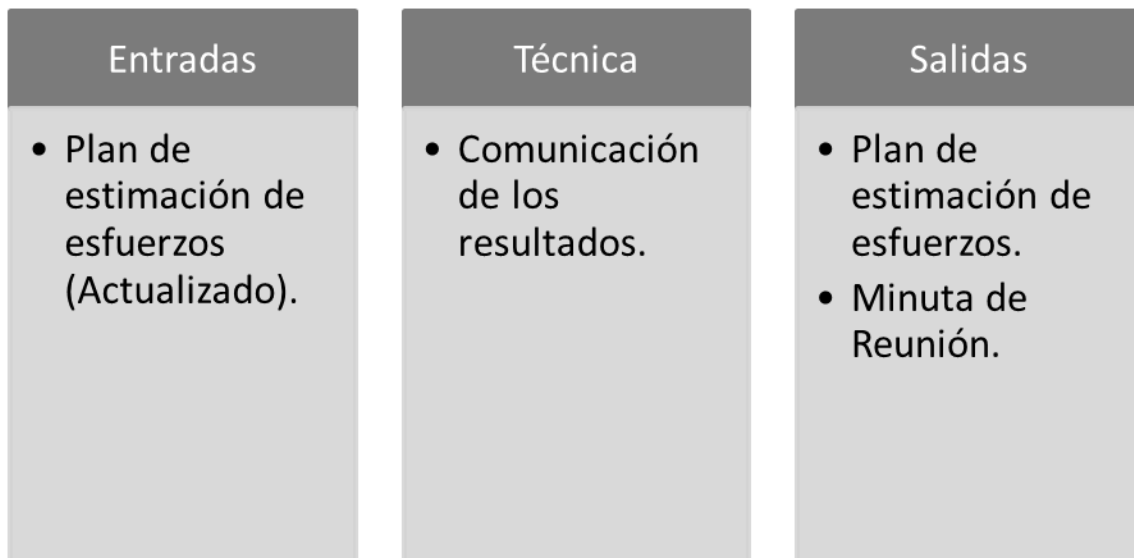 Entradas
• Plan de
estimación de
esfuerzos
(Actualizado).
Técnica
• Comunicación
de los
resultados.
Salidas
• Plan de
estimación de
esfuerzos.
• Minuta de
Reunión.